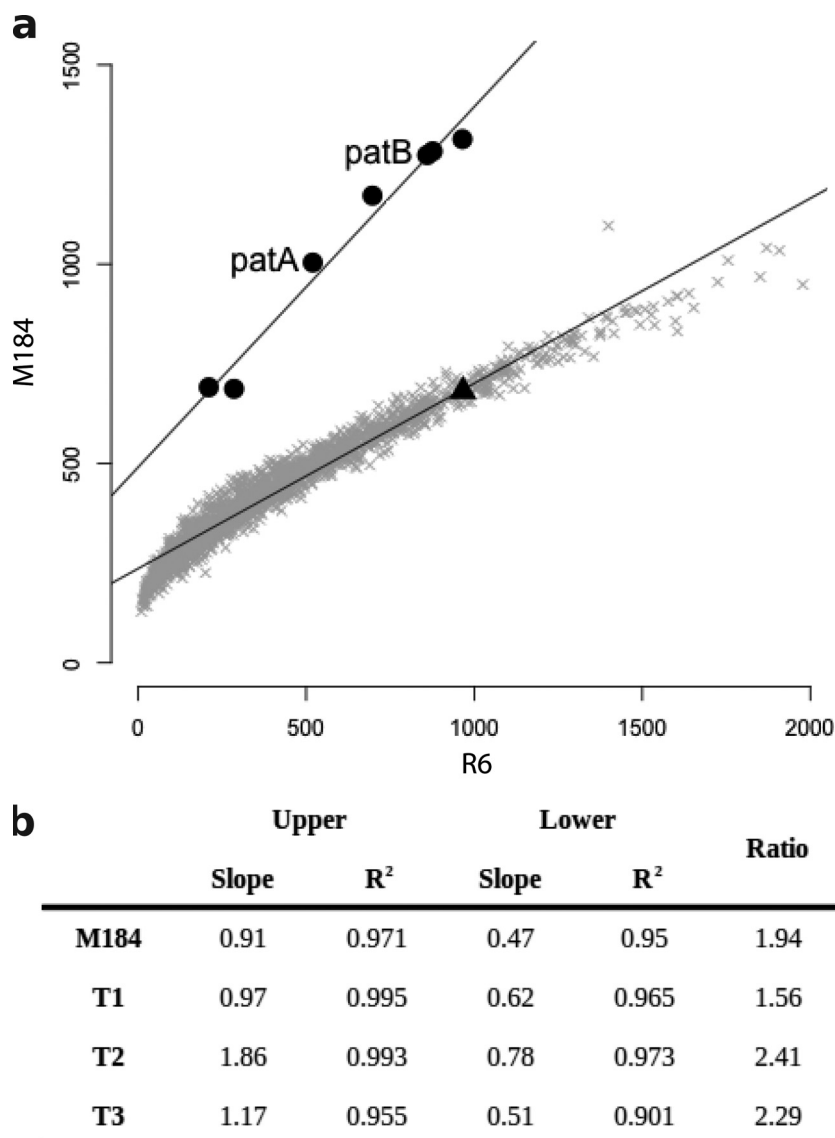 a
1500
1000
500
0
M184
patB
patA
0 500 1000 1500 2000
R6
b
Upper Lower Ratio
Slope R² Slope R²
M184 0.91 0.971 0.47 0.95 1.94
T1 0.97 0.995 0.62 0.965 1.56
T2 1.86 0.993 0.78 0.973 2.41
T3 1.17 0.955 0.51 0.901 2.29